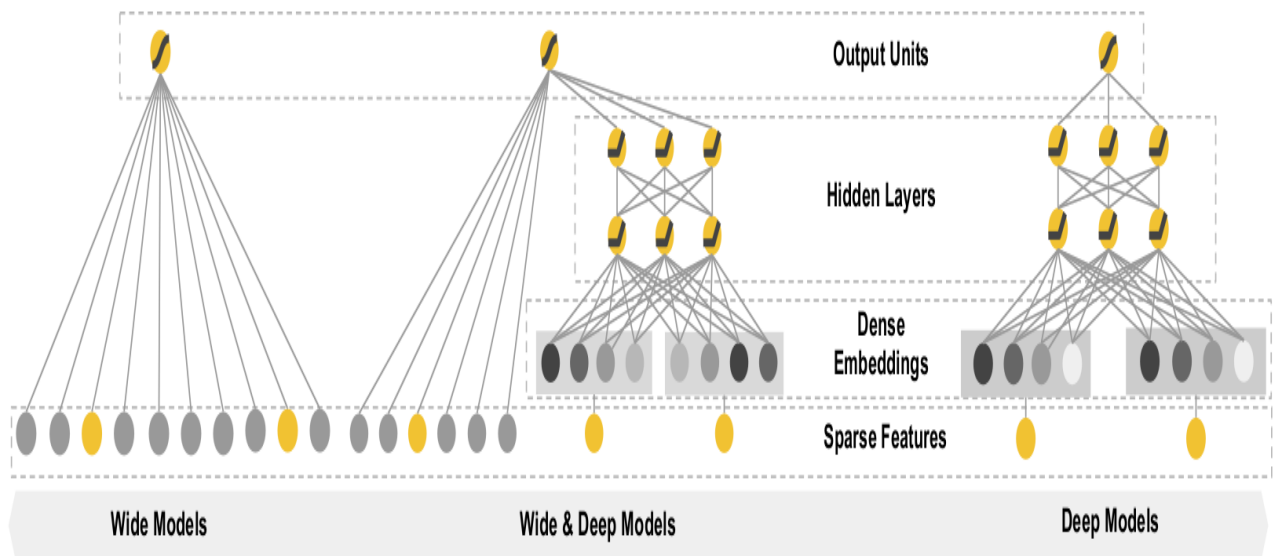 Output Units
Hidden Layers
Dense
Embeddings
Sparse Features
Wide Models
Wide & Deep Models
Deep Models